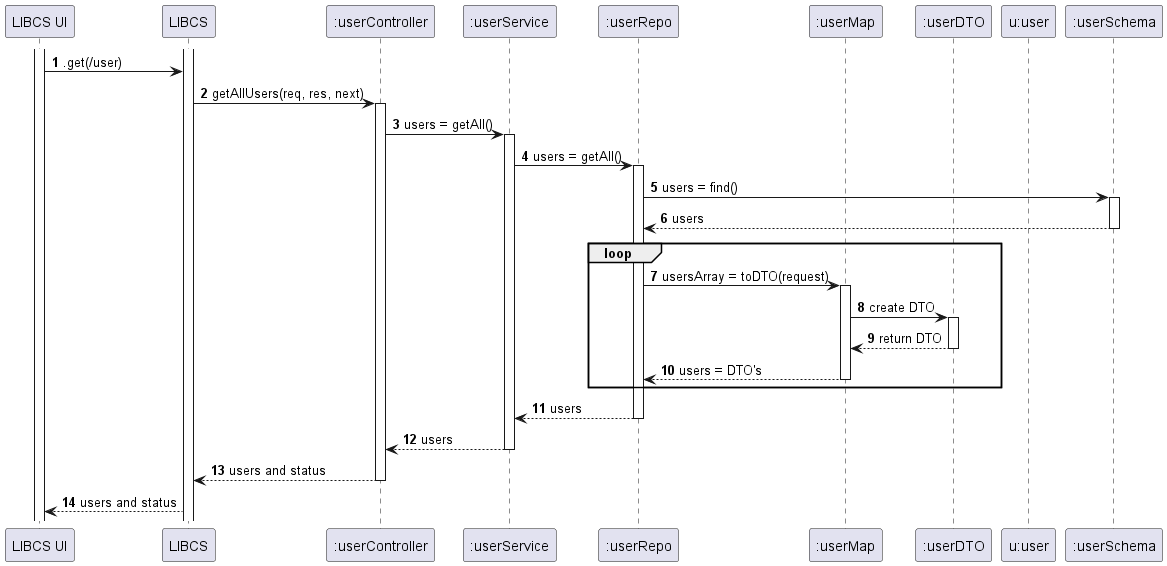 LIBCS UI LIBCS :userController :userService :userRepo :userMap :userDTO u:user :userSchema
1 .get(/user)
2 getAllUsers(req, res, next)
3 users = getAll()
4 users = getAll()
5 users = find()
6 users
loop
7 usersArray = toDTO(request)
8 create DTO
9 return DTO
10 users = DTO's
11 users
12 users
13 users and status
14 users and status
LIBCS UI LIBCS :userController :userService :userRepo :userMap :userDTO u:user :userSchema